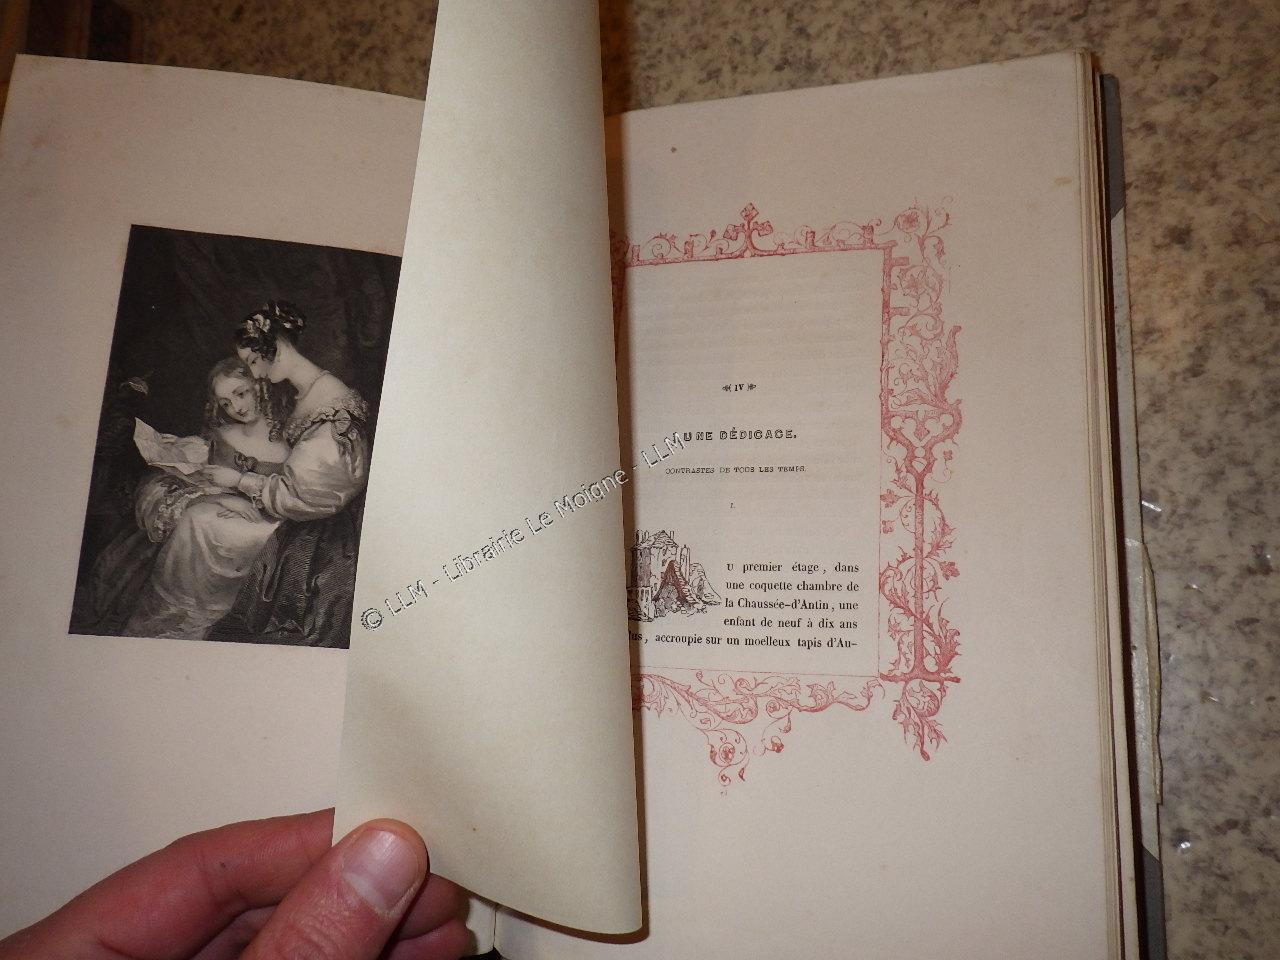 IV
UNE DÉDICACE.
CONTRASTES DE TOUS LES TEMPS.
I.
U premier étage, dans
une coquette chambre de
la Chaussée-d'Antin, une
enfant de neuf à dix ans
accroupie sur un moelleux tapis d'Au-
© LLM - Librairie Le Moigne - LLM